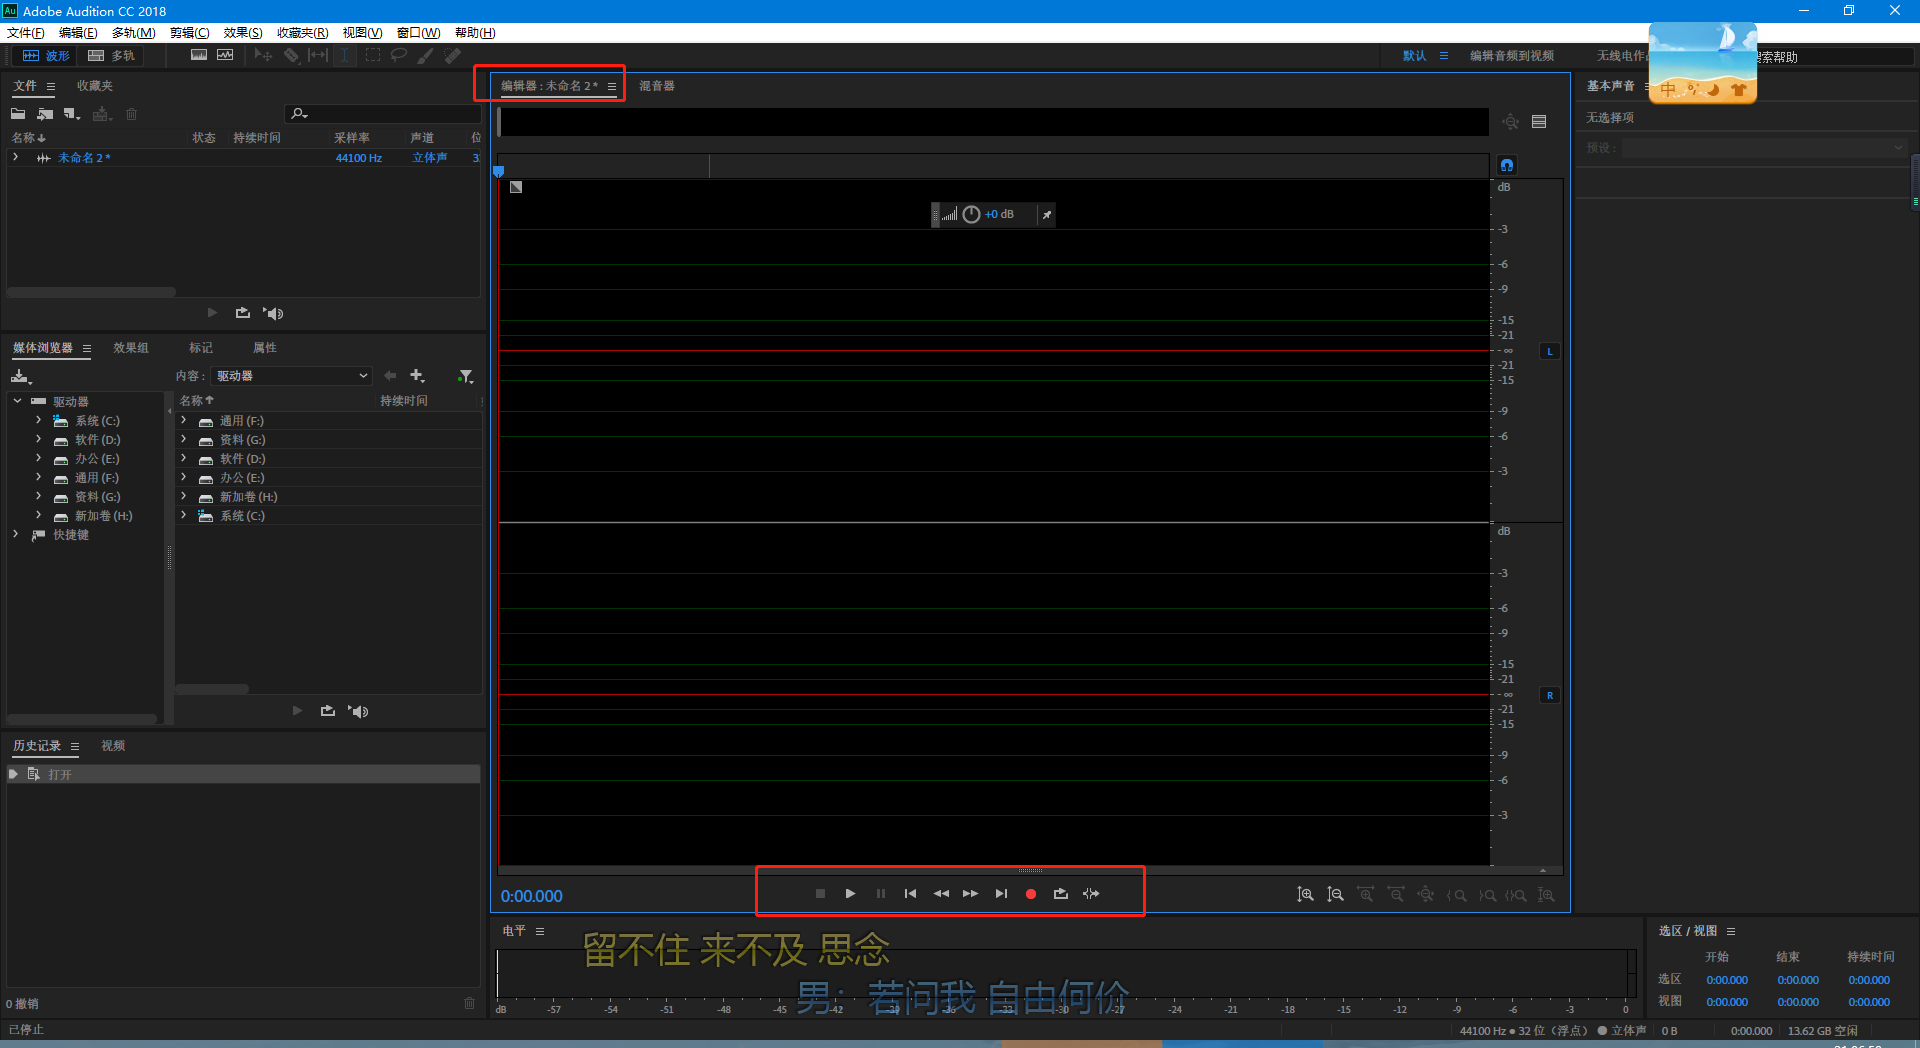 Au Adobe Audition CC 2018
文件(F) 编辑(E) 多轨(M) 剪辑(C) 效果(S) 收藏夹(R) 视图(V) 窗口(W) 帮助(H)
波形 多轨 默认 编辑音频到视频 无线电作 搜索帮助
中
文件 收藏夹
名称 状态 持续时间 采样率 声道 位
未命名 2 * 44100 Hz 立体声 3
媒体浏览器 效果组 标记 属性
内容: 驱动器
驱动器
系统 (C:)
软件 (D:)
办公 (E:)
通用 (F:)
资料 (G:)
新加卷 (H:)
快捷键
名称 持续时间
通用 (F:)
资料 (G:)
软件 (D:)
办公 (E:)
新加卷 (H:)
系统 (C:)
历史记录 视频
打开
0 撤销
已停止
编辑器: 未命名 2 * 混音器
+0 dB
dB
-3
-6
-9
-15
-21
-∞
-21
-15
-9
-6
-3
L
dB
-3
-6
-9
-15
-21
-∞
-21
-15
-9
-6
-3
R
0:00.000
电平
留不住 来不及 思念
男：若问我 自由何价
dB -57 -54 -51 -48 -45 -42 -39 -36 -33 -30 -27 -24 -21 -18 -15 -12 -9 -6 -3 0
基本声音
无选择项
预设:
选区 / 视图
开始 结束 持续时间
选区 0:00.000 0:00.000 0:00.000
视图 0:00.000 0:00.000 0:00.000
44100 Hz ● 32 位 (浮点) ● 立体声 0 B 0:00.000 13.62 GB 空闲